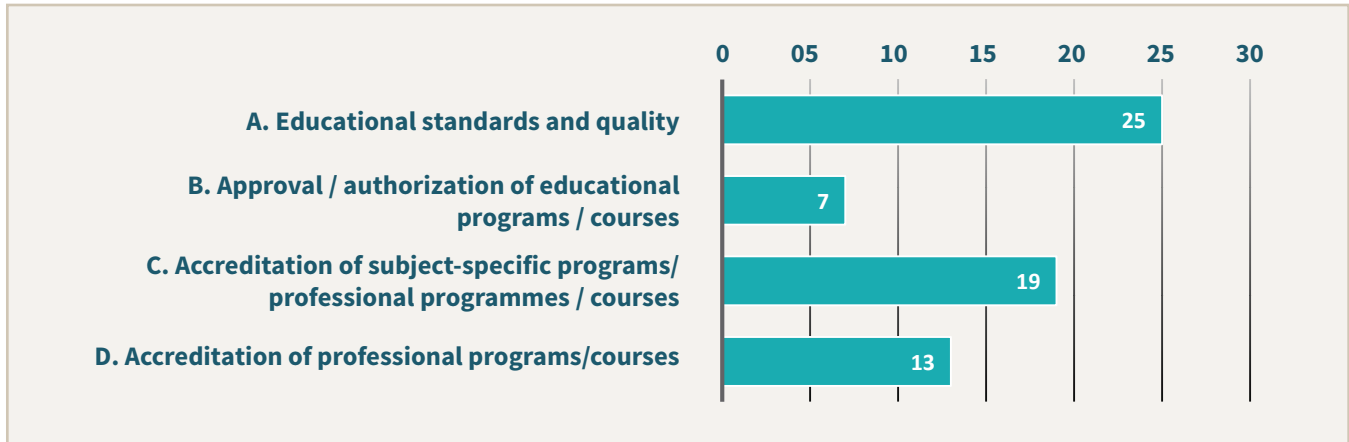 0 05 10 15 20 25 30
A. Educational standards and quality
25
B. Approval / authorization of educational
programs / courses
7
C. Accreditation of subject-specific programs/
professional programmes / courses
19
D. Accreditation of professional programs/courses
13